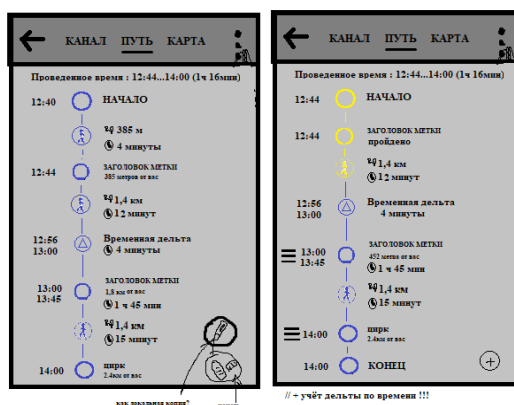 КАНАЛ ПУТЬ КАРТА
Проведенное время : 12:44...14:00 (1ч 16мин)
12:40 НАЧАЛО
385 м
4 минуты
12:44 ЗАГОЛОВОК МЕТКИ
385 метров от вас
1,4 км
12 минут
12:56 Временная дельта
13:00 4 минуты
ЗАГОЛОВОК МЕТКИ
13:00 1,8 км от вас
13:45 1 ч 45 мин
1,4 км
15 минут
14:00 цирк
2.4км от вас
как локальная копия?
КАНАЛ ПУТЬ КАРТА
Проведенное время : 12:44...14:00 (1ч 16мин)
12:44 НАЧАЛО
12:44 ЗАГОЛОВОК МЕТКИ
пройдено
1,4 км
12 минут
12:56 Временная дельта
13:00 4 минуты
ЗАГОЛОВОК МЕТКИ
13:00 452 метра от вас
13:45 1 ч 45 мин
1,4 км
15 минут
14:00 цирк
2.4км от вас
14:00 КОНЕЦ
// + учёт дельты по времени !!!